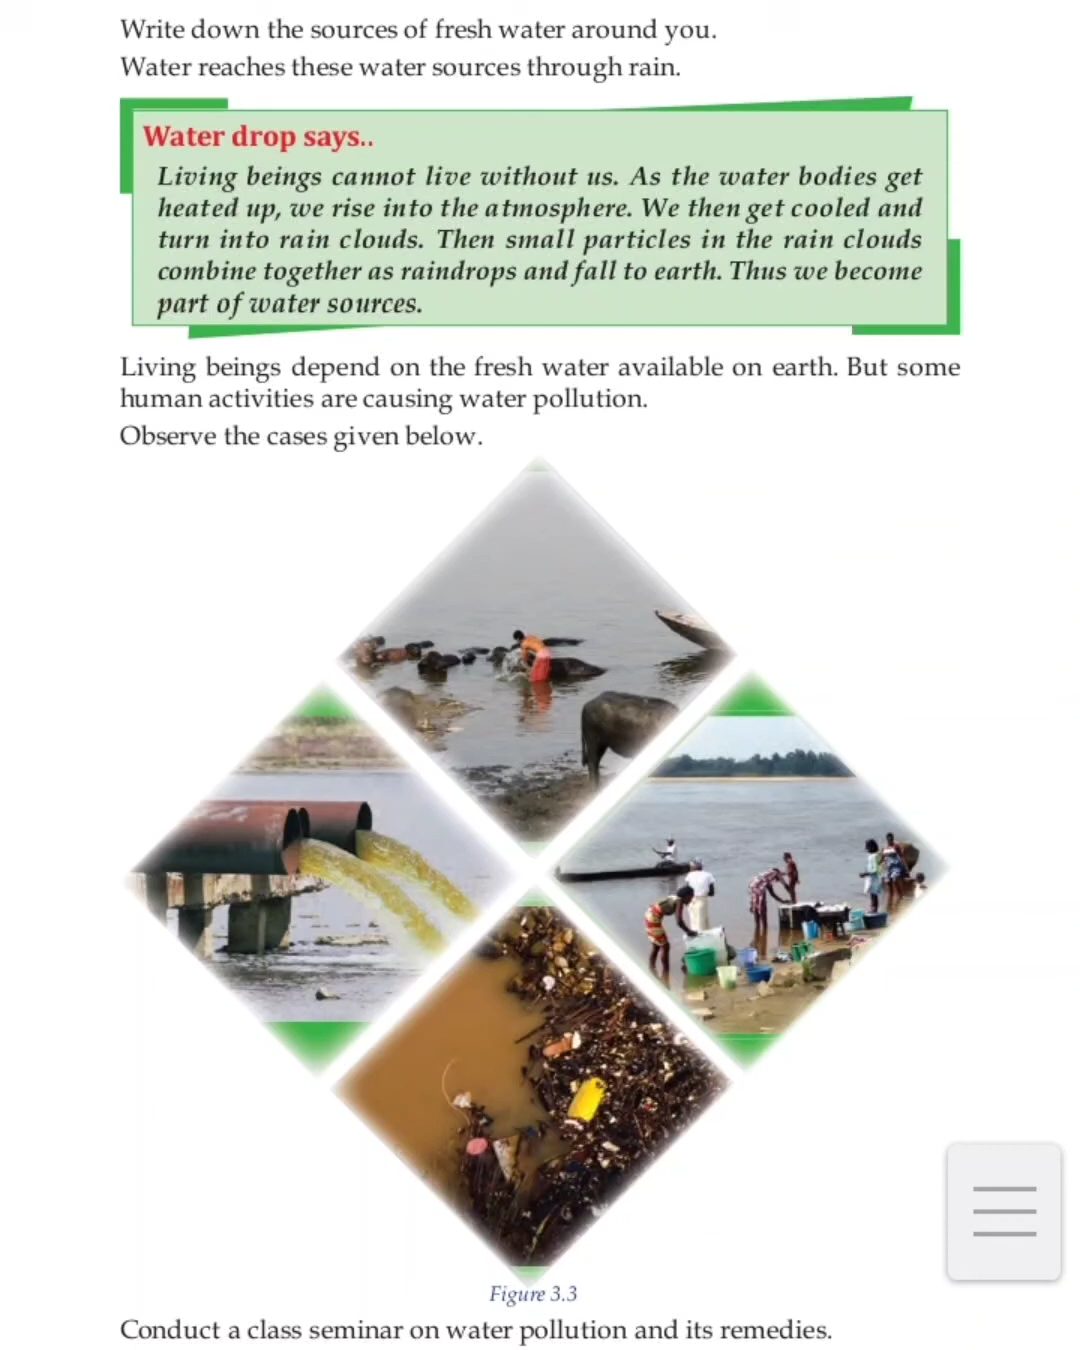 Write down the sources of fresh water around you.
Water reaches these water sources through rain.
Water drop says..
Living beings cannot live without us. As the water bodies get
heated up, we rise into the atmosphere. We then get cooled and
turn into rain clouds. Then small particles in the rain clouds
combine together as raindrops and fall to earth. Thus we become
part of water sources.
Living beings depend on the fresh water available on earth. But some
human activities are causing water pollution.
Observe the cases given below.
Figure 3.3
Conduct a class seminar on water pollution and its remedies.